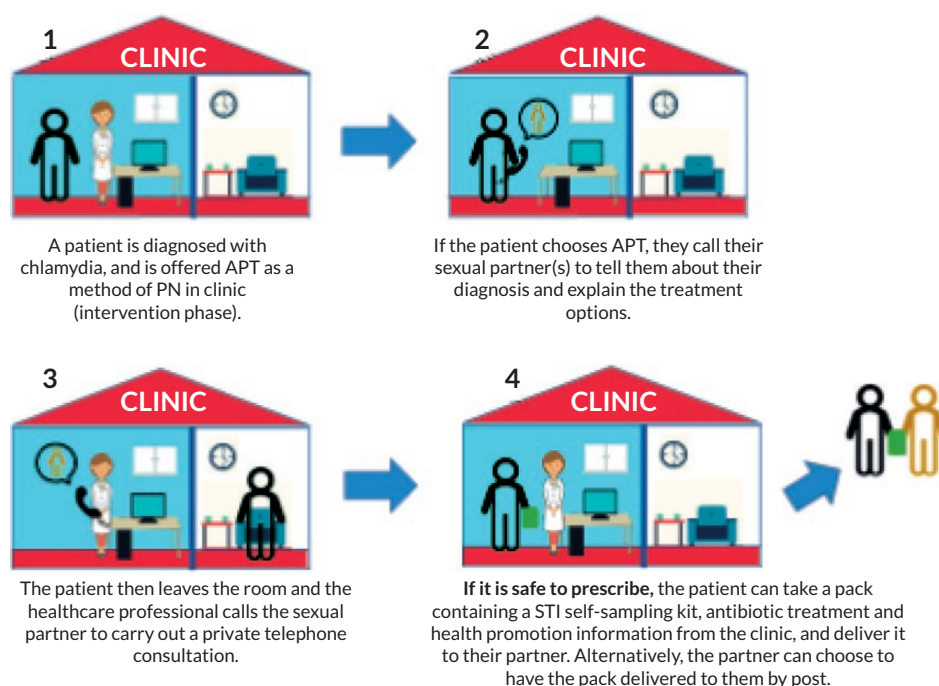 1
CLINIC
A patient is diagnosed with
chlamydia, and is offered APT as a
method of PN in clinic
(intervention phase).
2
CLINIC
If the patient chooses APT, they call their
sexual partner(s) to tell them about their
diagnosis and explain the treatment
options.
3
CLINIC
The patient then leaves the room and the
healthcare professional calls the sexual
partner to carry out a private telephone
consultation.
4
CLINIC
If it is safe to prescribe, the patient can take a pack
containing a STI self-sampling kit, antibiotic treatment and
health promotion information from the clinic, and deliver it
to their partner. Alternatively, the partner can choose to
have the pack delivered to them by post.